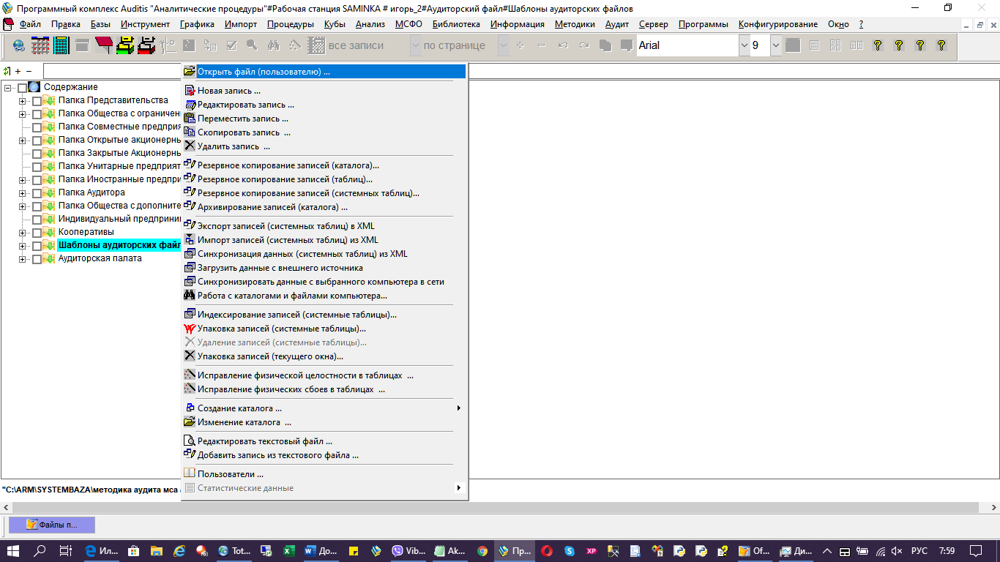 Программный комплекс Auditis "Аналитические процедуры"#Рабочая станция SAMINKA # игорь_2#Аудиторский файл#Шаблоны аудиторских файлов
Файл Правка Базы Инструмент Графика Импорт Процедуры Кубы Анализ МСФО Библиотека Информация Методики Аудит Сервер Программы Конфигурирование Окно ?
все записи по странице Arial 9
Содержание
Папка Представительства
Папка Общества с ограничен
Папка Совместные предприя
Папка Открытые акционерны
Папка Закрытые Акционерны
Папка Унитарные предприят
Папка Иностранные предпри
Папка Аудитора
Папка Общества с дополните
Индивидуальный предприни
Кооперативы
Шаблоны аудиторских файл
Аудиторская палата
Открыть файл (пользователю) ...
Новая запись ...
Редактировать запись ...
Переместить запись ...
Скопировать запись ...
Удалить запись ...
Резервное копирование записей (каталога)...
Резервное копирование записей (таблиц)...
Резервное копирование записей (системных таблиц)...
Архивирование записей (каталога) ...
Экспорт записей (системных таблиц) в XML
Импорт записей (системных таблиц) из XML
Синхронизация данных (системных таблиц) из XML
Загрузить данные с внешнего источника
Синхронизировать данные с выбранного компьютера в сети
Работа с каталогами и файлами компьютера...
Индексирование записей (системные таблицы)...
Упаковка записей (системные таблицы)...
Удаление записей (системные таблицы)...
Упаковка записей (текущего окна)...
Исправление физической целостности в таблицах ...
Исправление физических сбоев в таблицах ...
Создание каталога ...
Изменение каталога ...
Редактировать текстовый файл ...
Добавить запись из текстового файла ...
Пользователи ...
Статистические данные
"C:\ARM\SYSTEMBAZA\методика аудита мса
Файлы п...
Ил... Tot... До... Vib... Ak... Пр... XP Of... Ди... РУС 7:59